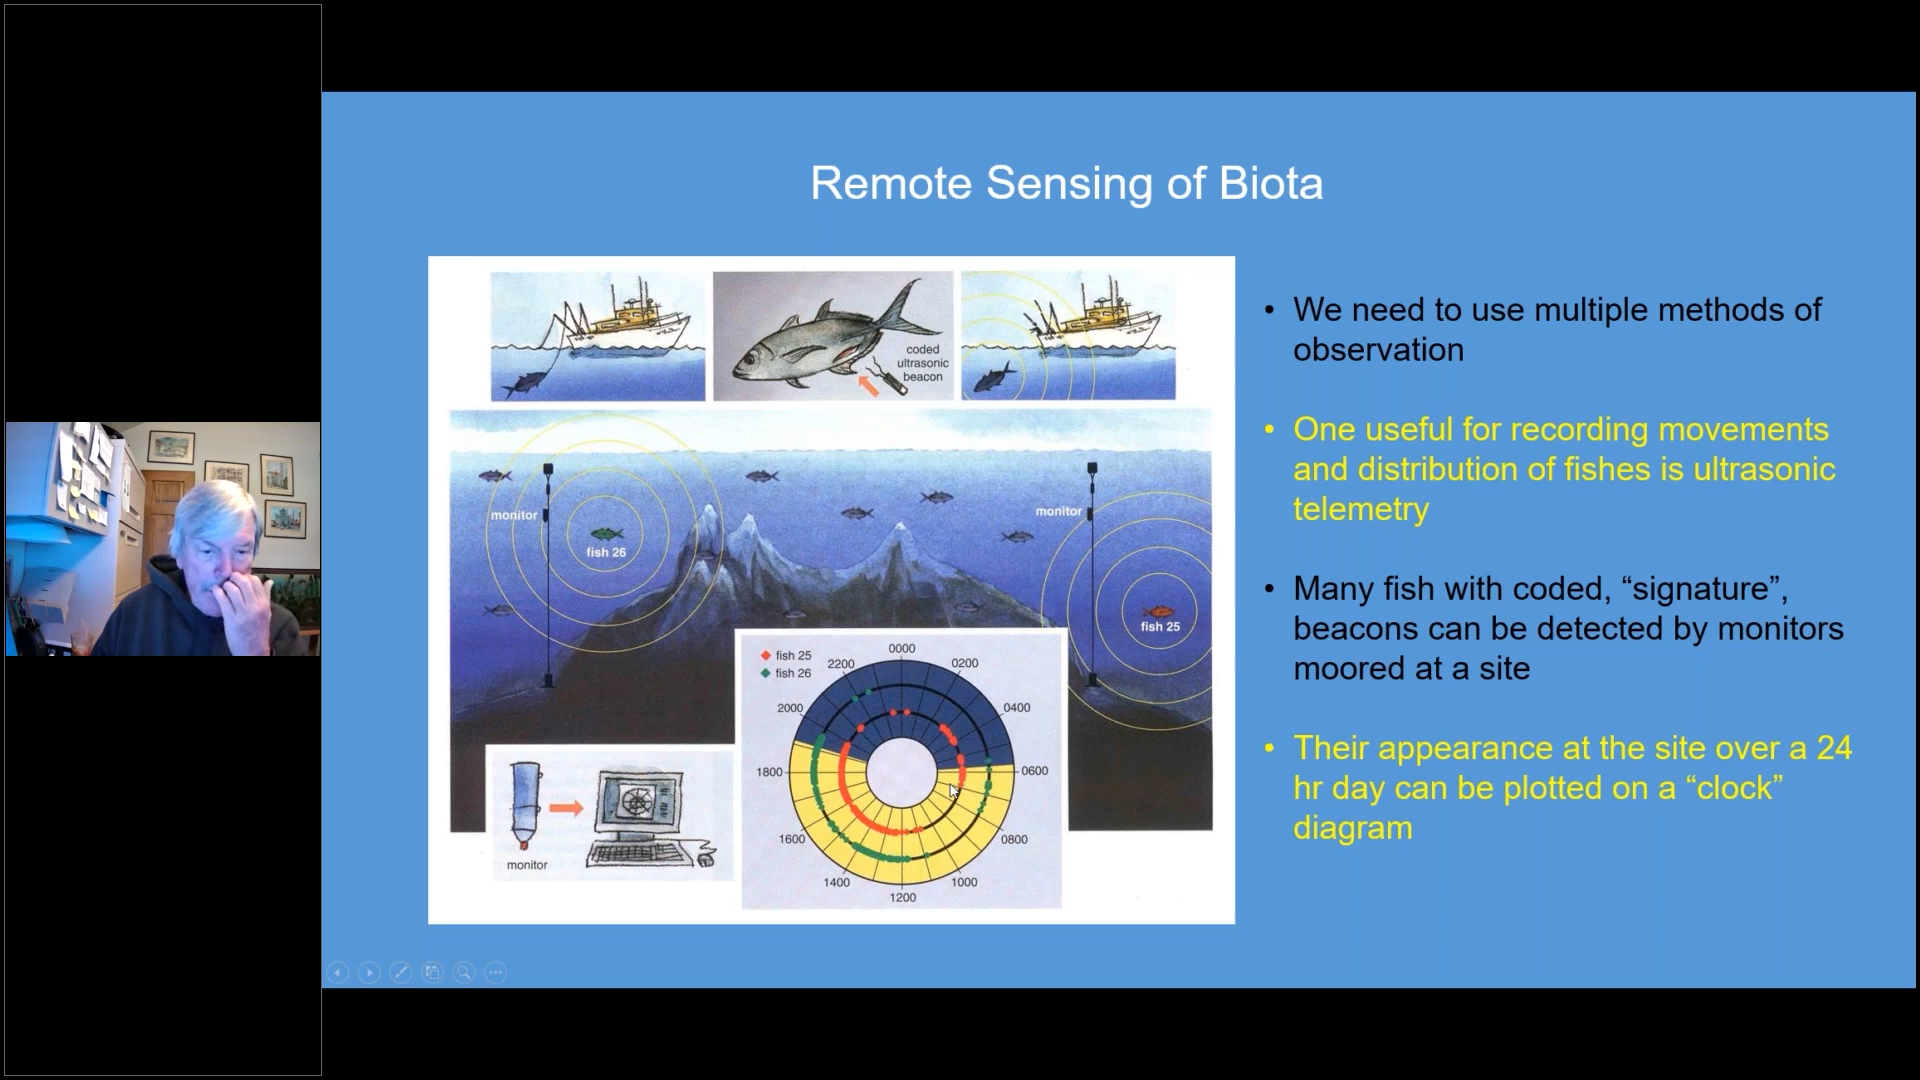 Remote Sensing of Biota
coded
ultrasonic
beacon
monitor
fish 26
monitor
fish 25
fish 25
fish 26
0000
0200
0400
0600
0800
1000
1200
1400
1600
1800
2000
2200
monitor
• We need to use multiple methods of
observation
• One useful for recording movements
and distribution of fishes is ultrasonic
telemetry
• Many fish with coded, “signature”,
beacons can be detected by monitors
moored at a site
• Their appearance at the site over a 24
hr day can be plotted on a “clock”
diagram